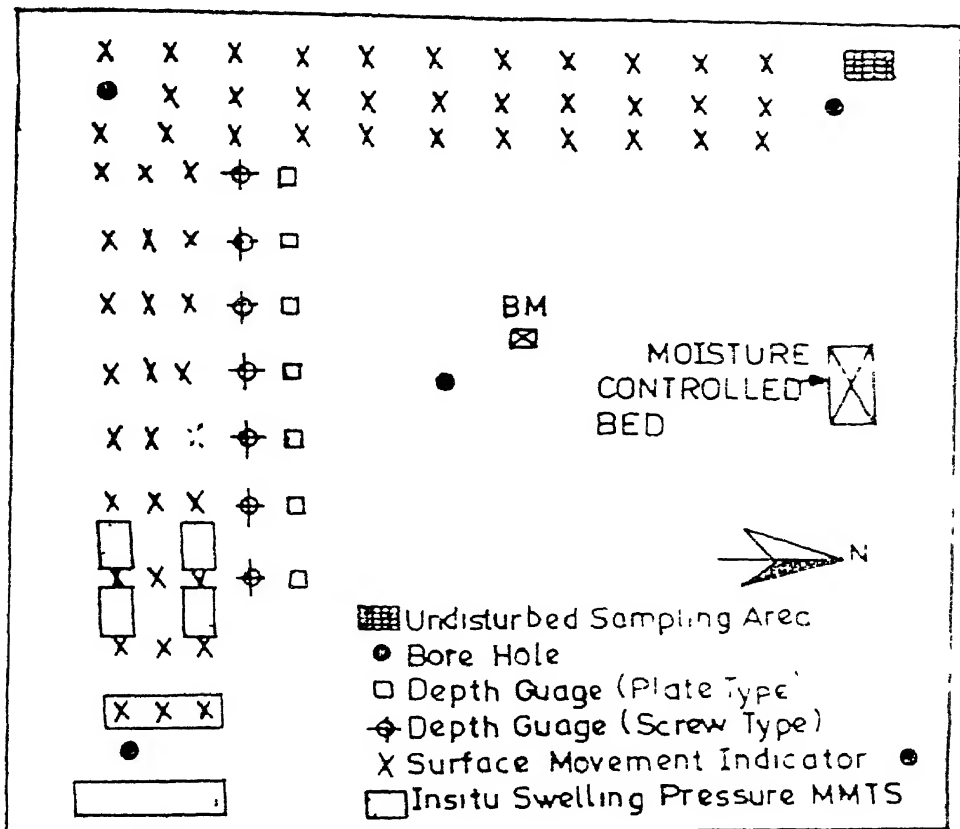 BM
MOISTURE
CONTROLLED
BED
N
Undisturbed Sampling Area
Bore Hole
Depth Guage (Plate Type)
Depth Guage (Screw Type)
Surface Movement Indicator
Insitu Swelling Pressure MMTS